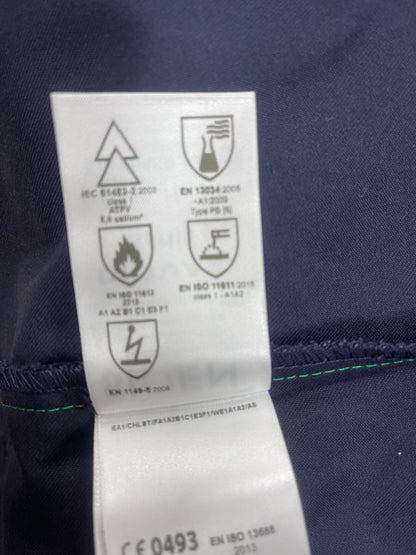 IEC 61482-2:2009
class 1
ATPV
EN 13034:2005
+A1:2009
Type PB [6]
EN ISO 11612
2015
A1 A2 B1 C1 E3 F1
EN ISO 11611:2015
class 1 - A1A2
EN 1149-5:2008
EA1/CHLST/FA1A2B1C1E3F1/WE1A1A2/AS
CE 0493
EN ISO 13688
2013